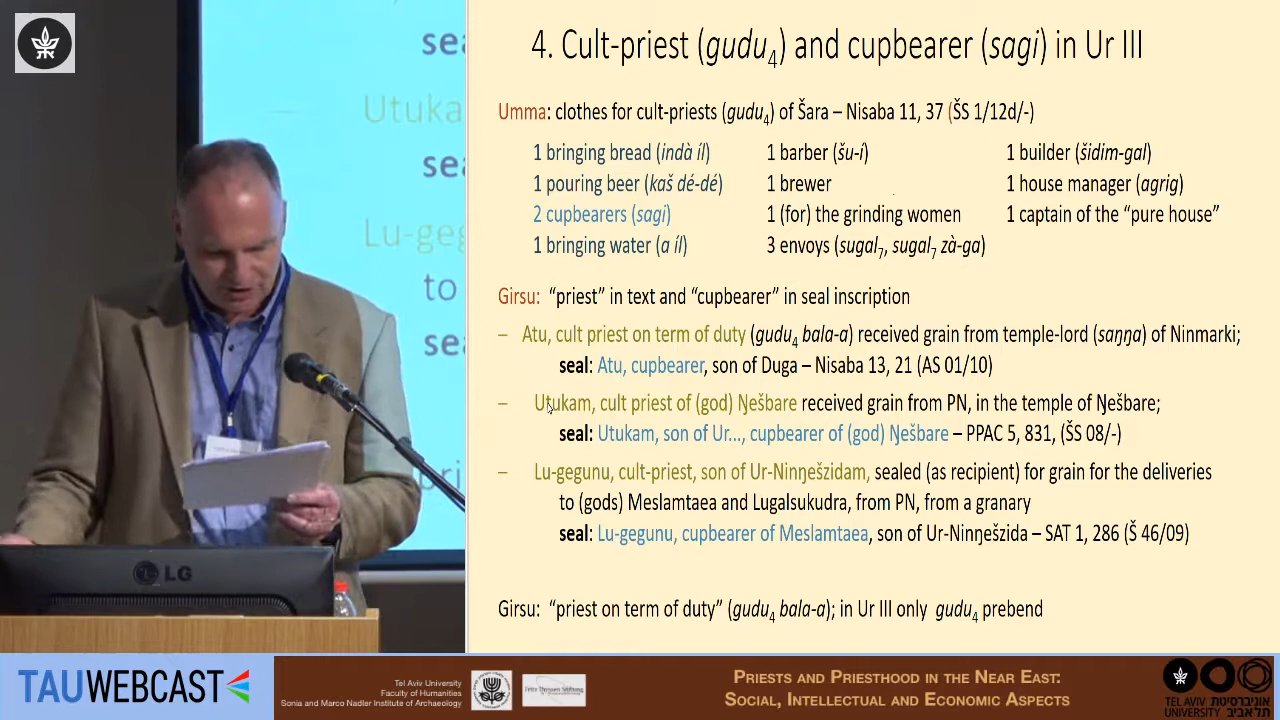 sea
Utuka
sea
Lu-geg
to
sea
LG
4. Cult-priest (gudu₄) and cupbearer (sagi) in Ur III
Umma: clothes for cult-priests (gudu₄) of Šara – Nisaba 11, 37 (ŠS 1/12d/-)
1 bringing bread (indà íl) 1 barber (šu-í) 1 builder (šidim-gal)
1 pouring beer (kaš dé-dé) 1 brewer 1 house manager (agrig)
2 cupbearers (sagi) 1 (for) the grinding women 1 captain of the “pure house”
1 bringing water (a íl) 3 envoys (sugal₇, sugal₇ zà-ga)
Girsu: “priest” in text and “cupbearer” in seal inscription
– Atu, cult priest on term of duty (gudu₄ bala-a) received grain from temple-lord (saŋŋa) of Ninmarki;
seal: Atu, cupbearer, son of Duga – Nisaba 13, 21 (AS 01/10)
– Utukam, cult priest of (god) Ŋešbare received grain from PN, in the temple of Ŋešbare;
seal: Utukam, son of Ur..., cupbearer of (god) Ŋešbare – PPAC 5, 831, (ŠS 08/-)
– Lu-gegunu, cult-priest, son of Ur-Ninŋešzidam, sealed (as recipient) for grain for the deliveries
to (gods) Meslamtaea and Lugalsukudra, from PN, from a granary
seal: Lu-gegunu, cupbearer of Meslamtaea, son of Ur-Ninŋešzida – SAT 1, 286 (Š 46/09)
Girsu: “priest on term of duty” (gudu₄ bala-a); in Ur III only gudu₄ prebend
TAUWEBCAST
Tel Aviv University
Faculty of Humanities
Sonia and Marco Nadler Institute of Archaeology
Fritz Thyssen Stiftung
Priests and Priesthood in the Near East:
Social, Intellectual and Economic Aspects
TEL AVIV אוניברסיטת
UNIVERSITY תל אביב